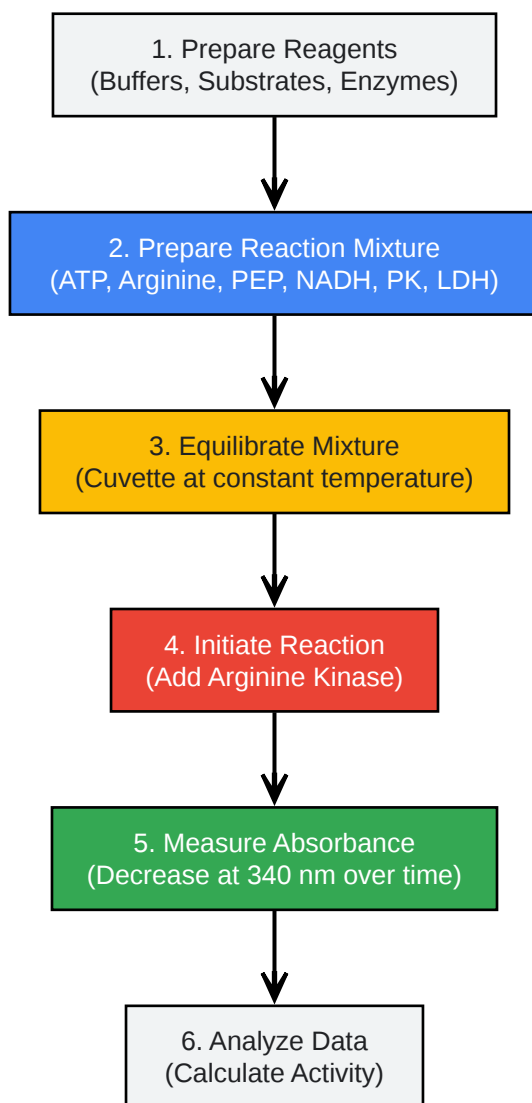 1. Prepare Reagents
(Buffers, Substrates, Enzymes)
2. Prepare Reaction Mixture
(ATP, Arginine, PEP, NADH, PK, LDH)
3. Equilibrate Mixture
(Cuvette at constant temperature)
4. Initiate Reaction
(Add Arginine Kinase)
5. Measure Absorbance
(Decrease at 340 nm over time)
6. Analyze Data
(Calculate Activity)